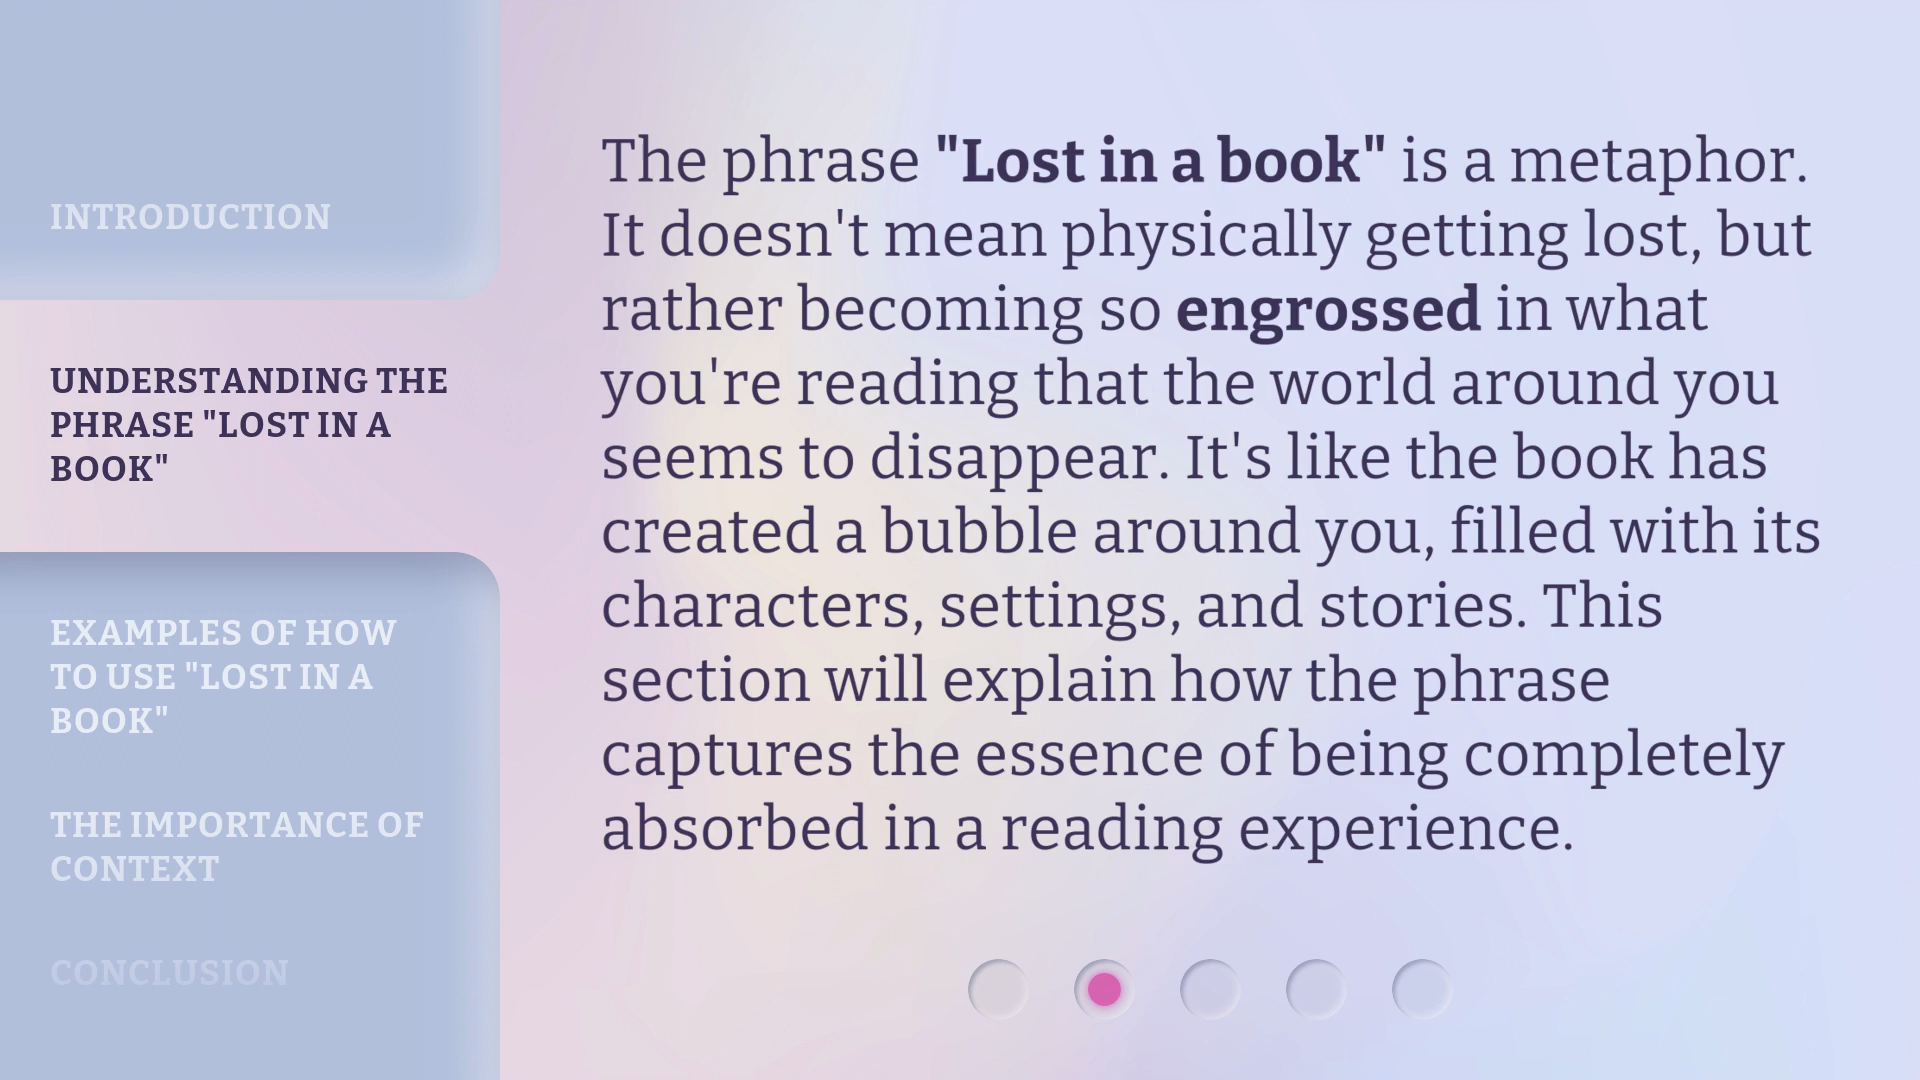 INTRODUCTION
UNDERSTANDING THE
PHRASE "LOST IN A
BOOK"
EXAMPLES OF HOW
TO USE "LOST IN A
BOOK"
THE IMPORTANCE OF
CONTEXT
CONCLUSION
The phrase "Lost in a book" is a metaphor.
It doesn't mean physically getting lost, but
rather becoming so engrossed in what
you're reading that the world around you
seems to disappear. It's like the book has
created a bubble around you, filled with its
characters, settings, and stories. This
section will explain how the phrase
captures the essence of being completely
absorbed in a reading experience.